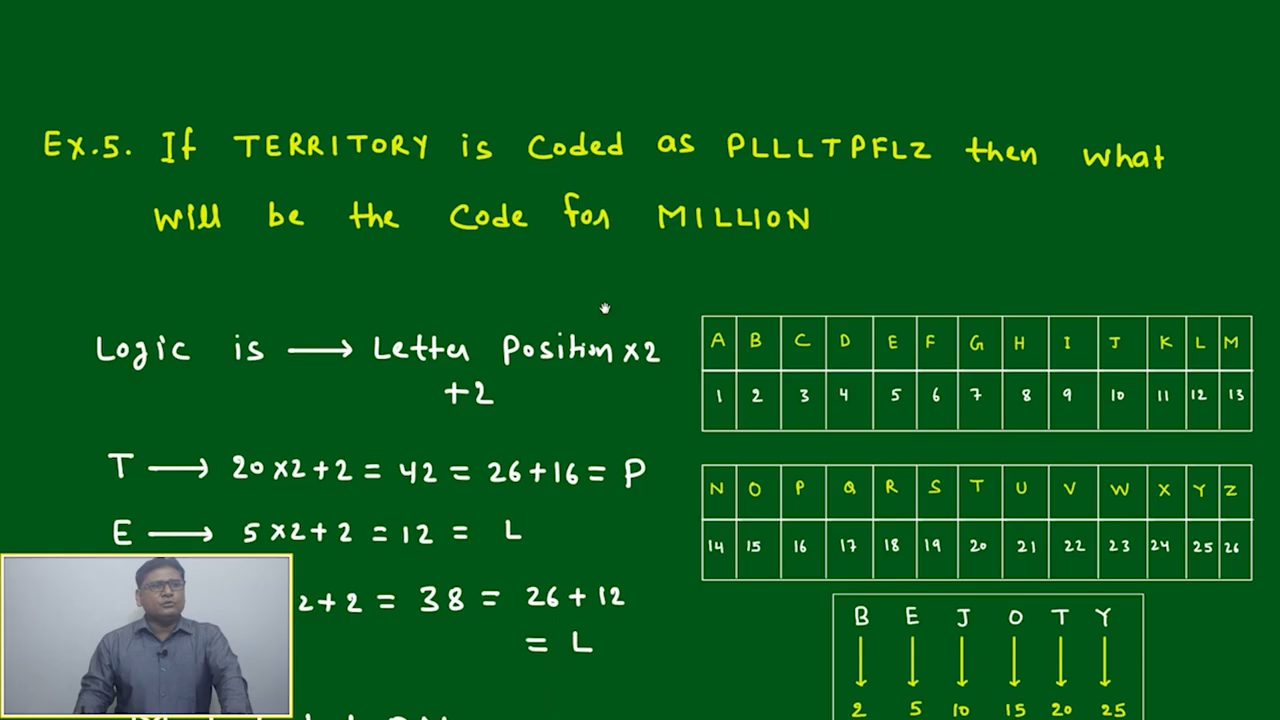 Ex.5. If TERRITORY is coded as PLLLTPFLZ then what
will be the code for MILLION
Logic is → Letter Position x2
+2
T → 20x2+2 = 42 = 26+16 = P
E → 5x2+2 = 12 = L
2+2 = 38 = 26+12
= L
A B C D E F G H I J K L M
1 2 3 4 5 6 7 8 9 10 11 12 13
N O P Q R S T U V W X Y Z
14 15 16 17 18 19 20 21 22 23 24 25 26
B E J O T Y
↓ ↓ ↓ ↓ ↓ ↓
2 5 10 15 20 25